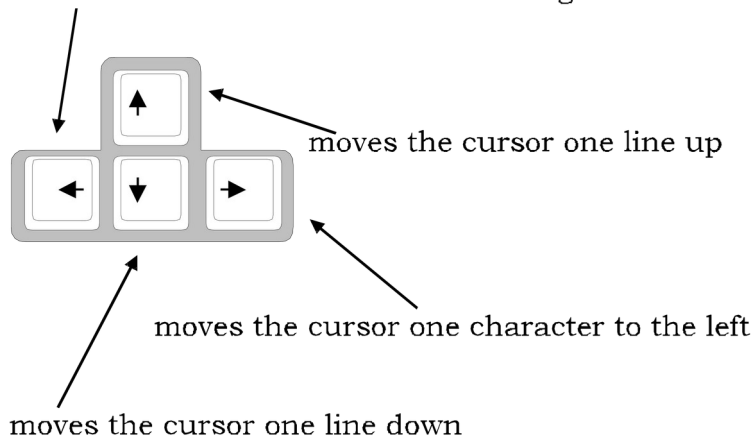 moves the cursor one line up
moves the cursor one character to the left
moves the cursor one line down